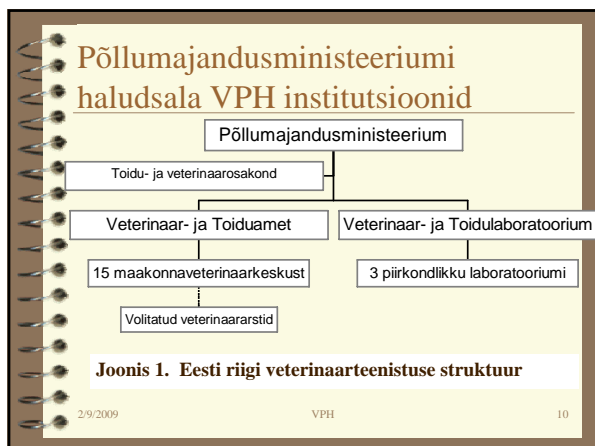 Põllumajandusministeeriumi
haldsala VPH institutsioonid
Põllumajandusministeerium
Toidu- ja veterinaarosakond
Veterinaar- ja Toiduamet
Veterinaar- ja Toidulaboratoorium
15 maakonnaveterinaarkeskust
3 piirkondlikku laboratooriumi
Volitatud veterinaararstid
Joonis 1. Eesti riigi veterinaarteenistuse struktuur
2/9/2009
VPH
10